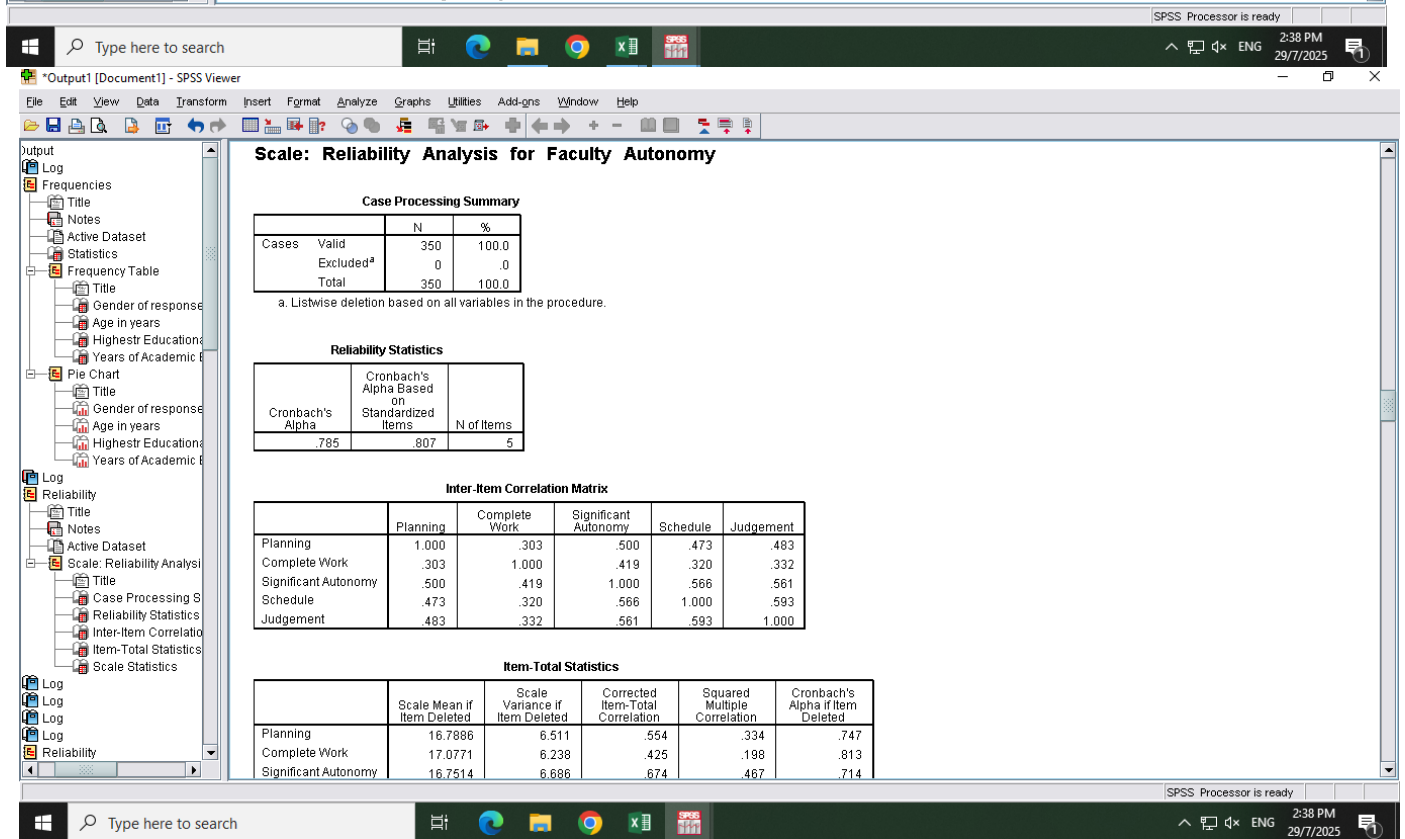 SPSS Processor is ready
Type here to search
SPSS
ENG
2:38 PM
29/7/2025
1
*Output1 [Document1] - SPSS Viewer
File Edit View Data Transform Insert Format Analyze Graphs Utilities Add-ons Window Help
Output
Log
Frequencies
Title
Notes
Active Dataset
Statistics
Frequency Table
Title
Gender of response
Age in years
Highestr Educationa
Years of Academic E
Pie Chart
Title
Gender of response
Age in years
Highestr Educationa
Years of Academic E
Log
Reliability
Title
Notes
Active Dataset
Scale: Reliability Analysi
Title
Case Processing S
Reliability Statistics
Inter-Item Correlatio
Item-Total Statistics
Scale Statistics
Log
Log
Log
Log
Reliability
Scale: Reliability Analysis for Faculty Autonomy
Case Processing Summary
N %
Cases Valid 350 100.0
Excluded a 0 .0
Total 350 100.0
a. Listwise deletion based on all variables in the procedure.
Reliability Statistics
Cronbach's Alpha Cronbach's Alpha Based on Standardized Items N of Items
.785 .807 5
Inter-Item Correlation Matrix
Planning Complete Work Significant Autonomy Schedule Judgement
Planning 1.000 .303 .500 .473 .483
Complete Work .303 1.000 .419 .320 .332
Significant Autonomy .500 .419 1.000 .566 .561
Schedule .473 .320 .566 1.000 .593
Judgement .483 .332 .561 .593 1.000
Item-Total Statistics
Scale Mean if Item Deleted Scale Variance if Item Deleted Corrected Item-Total Correlation Squared Multiple Correlation Cronbach's Alpha if Item Deleted
Planning 16.7886 6.511 .554 .334 .747
Complete Work 17.0771 6.238 .425 .198 .813
Significant Autonomy 16.7514 6.686 .674 .467 .714
SPSS Processor is ready
Type here to search
SPSS
ENG
2:38 PM
29/7/2025
1